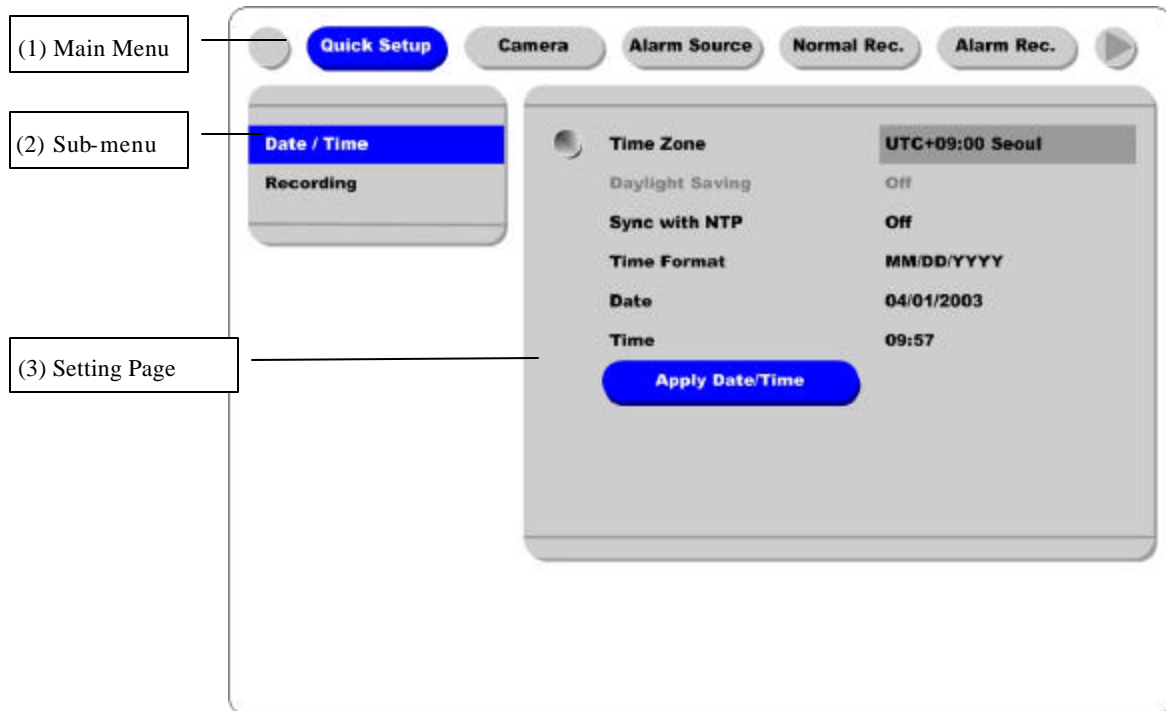 (1) Main Menu
Quick Setup
Camera
Alarm Source
Normal Rec.
Alarm Rec.
(2) Sub-menu
Date / Time
Recording
Time Zone UTC+09:00 Seoul
Daylight Saving Off
Sync with NTP Off
Time Format MM/DD/YYYY
Date 04/01/2003
Time 09:57
(3) Setting Page
Apply Date/Time